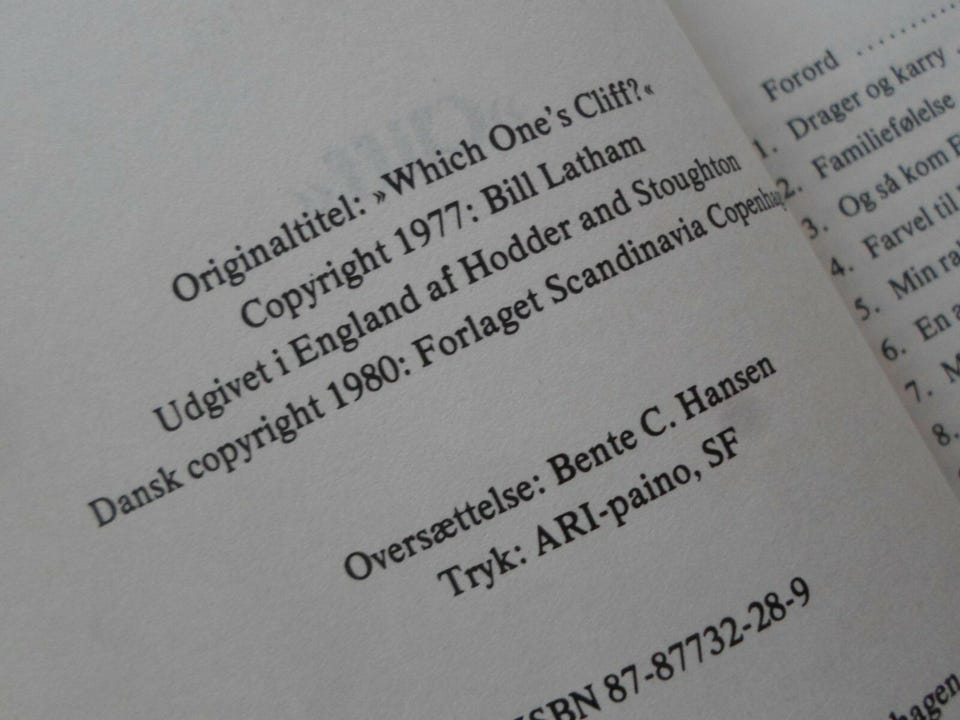 Originaltitel: »Which One's Cliff?«
Copyright 1977: Bill Latham
Udgivet i England af Hodder and Stoughton
Dansk copyright 1980: Forlaget Scandinavia
Oversættelse: Bente C. Hansen
Tryk: ARI-paino, SF
ISBN 87-87732-28-9
Forord ..........
1. Drager og karry
2. Familiefølelse
3. Og så kom
4. Farvel til
5. Min
6. En
7.
8.